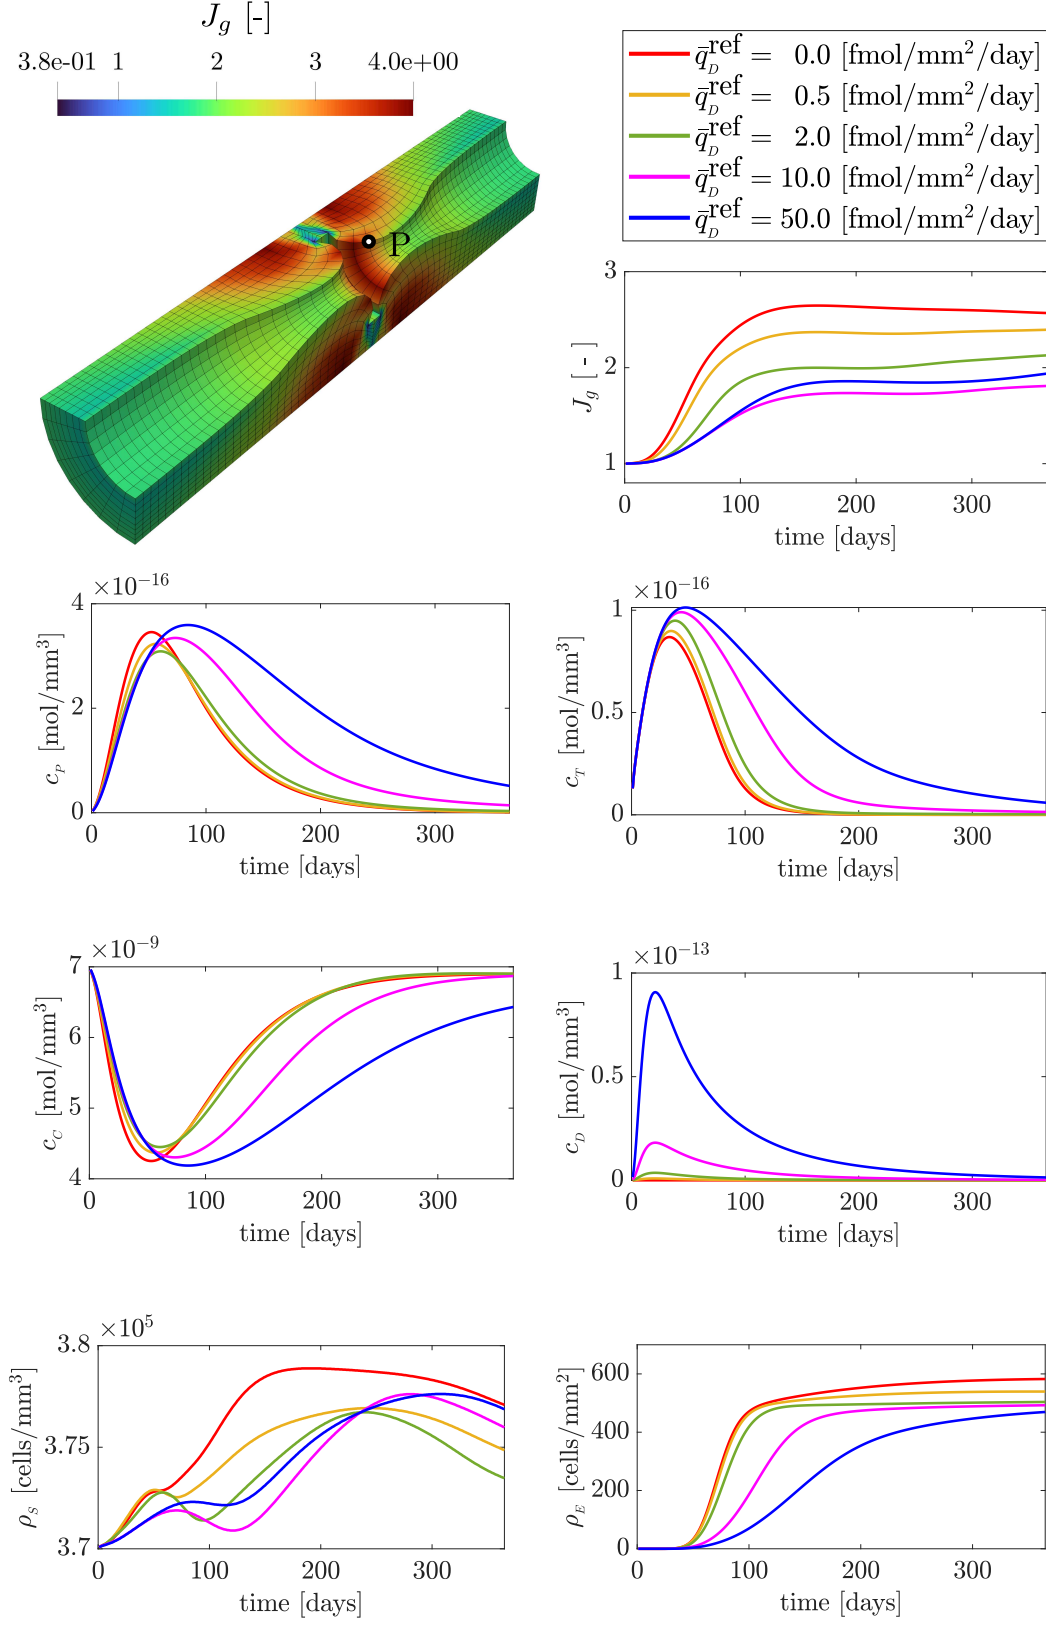 J_g [-]
3.8e-01 1 2 3 4.0e+00
P
q̄_D^ref = 0.0 [fmol/mm²/day]
q̄_D^ref = 0.5 [fmol/mm²/day]
q̄_D^ref = 2.0 [fmol/mm²/day]
q̄_D^ref = 10.0 [fmol/mm²/day]
q̄_D^ref = 50.0 [fmol/mm²/day]
3
2
1
J_g [ - ]
0 100 200 300
time [days]
×10⁻¹⁶
4
2
0
c_P [mol/mm³]
0 100 200 300
time [days]
×10⁻¹⁶
1
0.5
0
c_T [mol/mm³]
0 100 200 300
time [days]
×10⁻⁹
7
6
5
4
c_C [mol/mm³]
0 100 200 300
time [days]
×10⁻¹³
1
0.5
0
c_D [mol/mm³]
0 100 200 300
time [days]
×10⁵
3.8
3.75
3.7
ρ_S [cells/mm³]
0 100 200 300
time [days]
600
400
200
0
ρ_E [cells/mm²]
0 100 200 300
time [days]